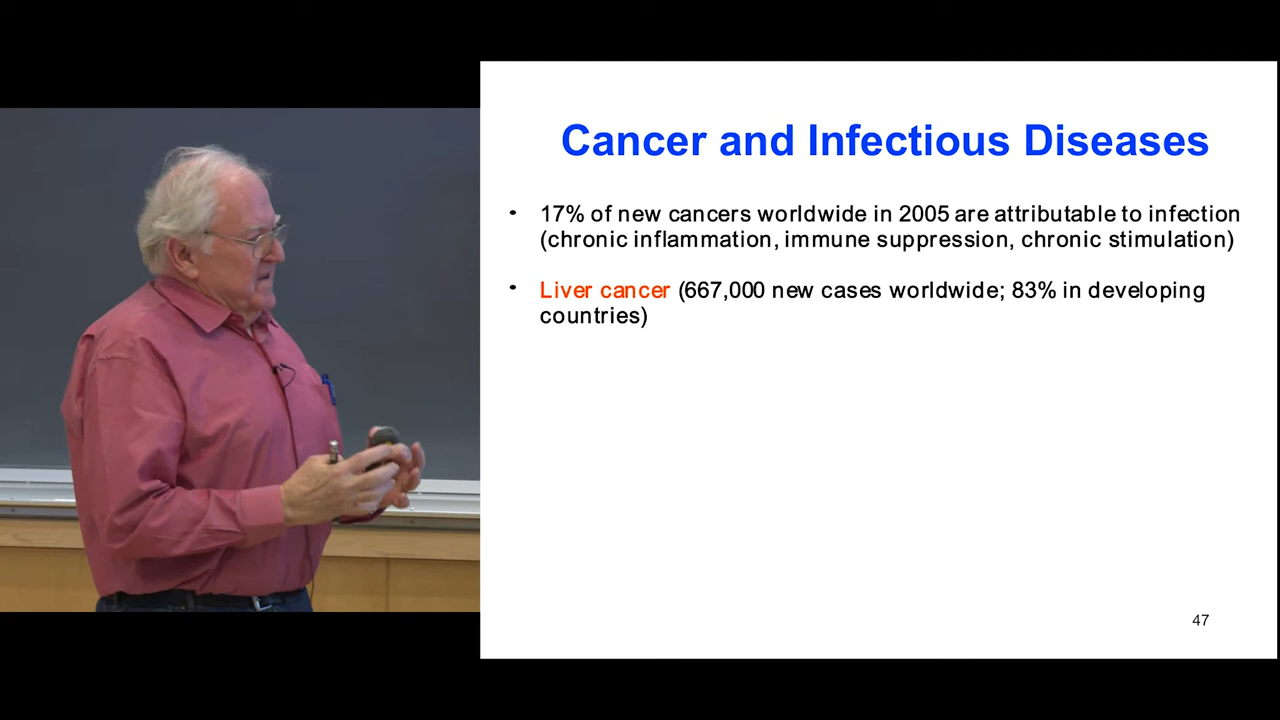 Cancer and Infectious Diseases
• 17% of new cancers worldwide in 2005 are attributable to infection
(chronic inflammation, immune suppression, chronic stimulation)
• Liver cancer (667,000 new cases worldwide; 83% in developing
countries)
47